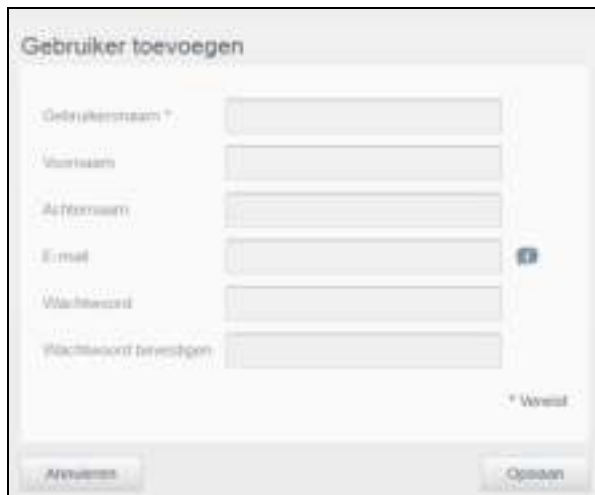 Gebruiker toevoegen
Gebruikersnaam *
Voornaam
Achternaam
E-mail
Wachtwoord
Wachtwoord bevestigen
* Vereist
Annuleren
Opslaan